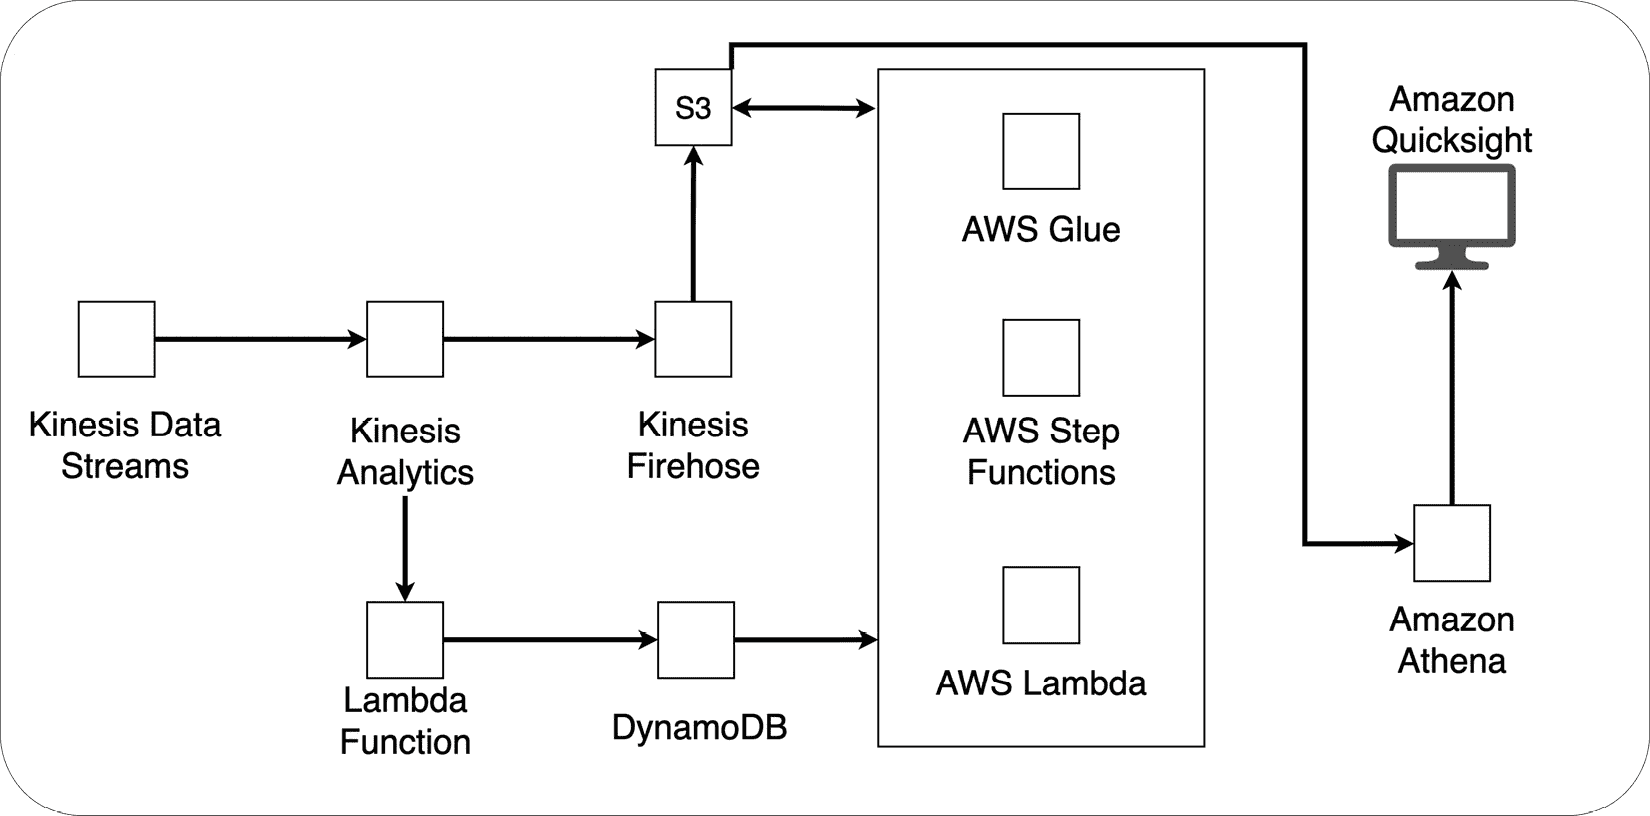 S3
Amazon
Quicksight
AWS Glue
Kinesis Data
Streams
Kinesis
Analytics
Kinesis
Firehose
AWS Step
Functions
Lambda
Function
DynamoDB
AWS Lambda
Amazon
Athena